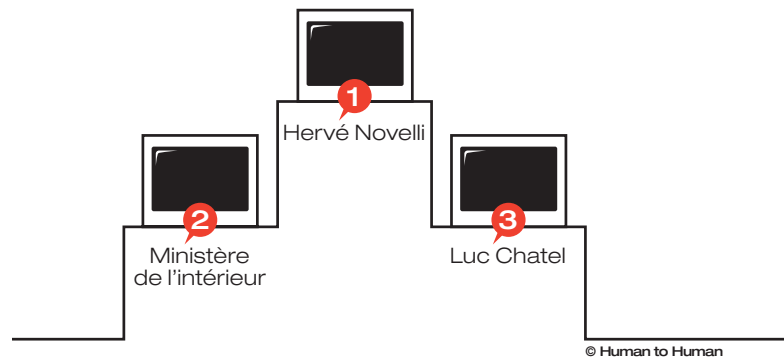 1
Hervé Novelli
2
Ministère
de l'intérieur
3
Luc Chatel
© Human to Human